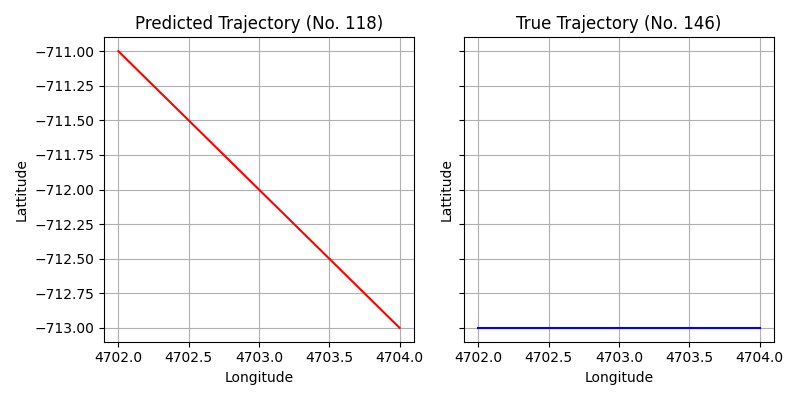 Predicted Trajectory (No. 118)
True Trajectory (No. 146)
Lattitude
−711.00
−711.25
−711.50
−711.75
−712.00
−712.25
−712.50
−712.75
−713.00
4702.0 4702.5 4703.0 4703.5 4704.0
Longitude
Lattitude
4702.0 4702.5 4703.0 4703.5 4704.0
Longitude